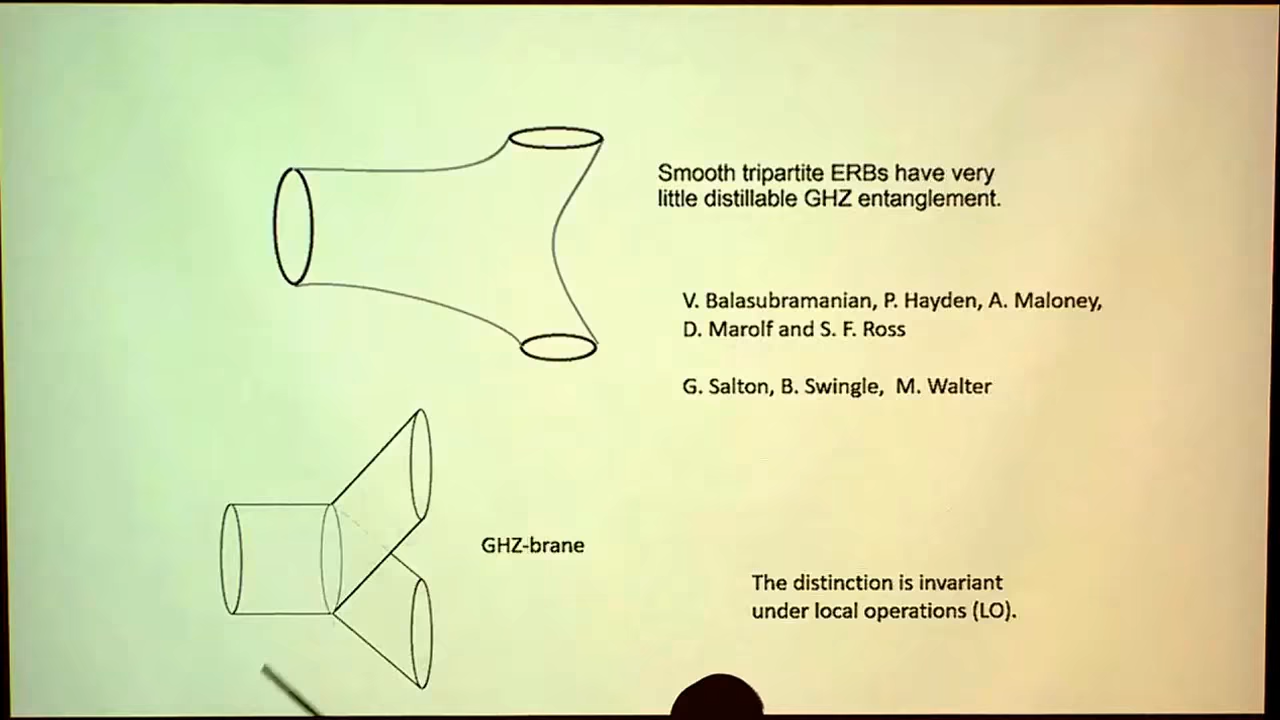 Smooth tripartite ERBs have very
little distillable GHZ entanglement.
V. Balasubramanian, P. Hayden, A. Maloney,
D. Marolf and S. F. Ross
G. Salton, B. Swingle, M. Walter
GHZ-brane
The distinction is invariant
under local operations (LO).